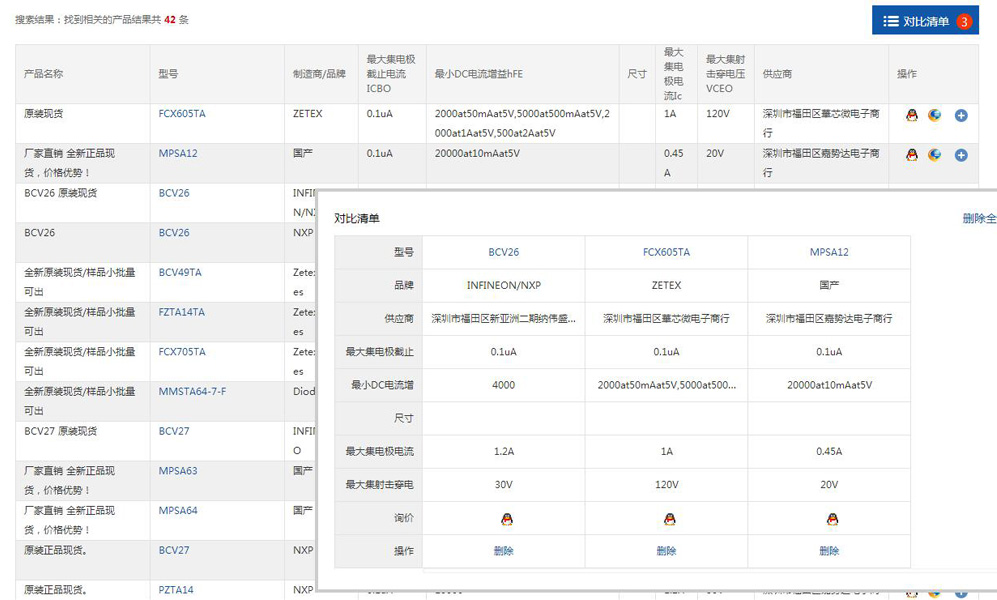 搜索结果：找到相关的产品结果共 42 条
对比清单 3
产品名称 型号 制造商/品牌 最大集电极截止电流ICBO 最小DC电流增益hFE 尺寸 最大集电极电流Ic 最大集射击穿电压VCEO 供应商 操作
原装现货 FCX605TA ZETEX 0.1uA 2000at50mAat5V,5000at500mAat5V,2 1A 120V 深圳市福田区華芯微电子商
000at1Aat5V,500at2Aat5V 行
厂家直销 全新正品现 MPSA12 国产 0.1uA 20000at10mAat5V 0.45 20V 深圳市福田区嘉势达电子商
货，价格优势！ A 行
BCV26 原装现货 BCV26 INFI
N/N
BCV26 BCV26 NXP
全新原装现货/样品小批量 BCV49TA Zete
可出 es
全新原装现货/样品小批量 FZTA14TA Zete
可出 es
全新原装现货/样品小批量 FCX705TA Zete
可出 es
全新原装现货/样品小批量 MMSTA64-7-F Diod
可出
BCV27 原装现货 BCV27 INFI
O
厂家直销 全新正品现 MPSA63 国产
货，价格优势！
厂家直销 全新正品现 MPSA64 国产
货，价格优势！
原装正品现货。 BCV27 NXP
原装正品现货。 PZTA14 NXP
对比清单 删除全
型号 BCV26 FCX605TA MPSA12
品牌 INFINEON/NXP ZETEX 国产
供应商 深圳市福田区新亚洲二期纳伟盛... 深圳市福田区華芯微电子商行 深圳市福田区嘉势达电子商行
最大集电极截止 0.1uA 0.1uA 0.1uA
最小DC电流增 4000 2000at50mAat5V,5000at500... 20000at10mAat5V
尺寸
最大集电极电流 1.2A 1A 0.45A
最大集射击穿电 30V 120V 20V
询价
操作 删除 删除 删除